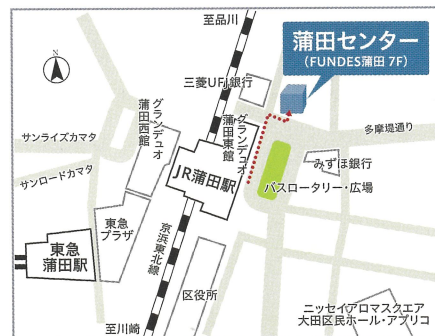 至品川
蒲田センター
(FUNDES蒲田 7F)
三菱UFJ銀行
グランデュオ
蒲田西館
グランデュオ
蒲田東館
多摩堤通り
サンライズカマタ
みずほ銀行
サンロードカマタ
JR蒲田駅
バスロータリー・広場
東急
プラザ
京浜東北線
東急
蒲田駅
区役所
ニッセイアロマスクエア
大田区民ホール・アプリコ
至川崎